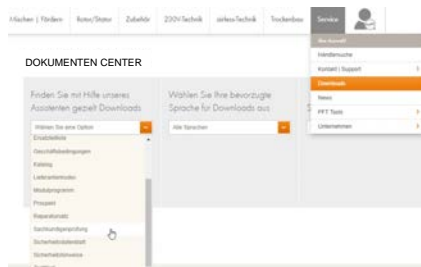 Mischen | Fördern Rotor/Stator Zubehör 230V-Technik airless-Technik Trockenbau Service
Händlersuche
Kontakt | Support
Downloads
News
PFT Tools
Unternehmen
DOKUMENTEN CENTER
Finden Sie mit Hilfe unseres
Assistenten gezielt Downloads
Wählen Sie eine Option
Ersatzteilliste
Geschäftsbedingungen
Katalog
Lieferantenkodex
Modulprogramm
Prospekt
Reparatursatz
Sachkundigenprüfung
Sicherheitsdatenblatt
Sicherheitshinweise
Wählen Sie Ihre bevorzugte
Sprache für Downloads aus
Alle Sprachen